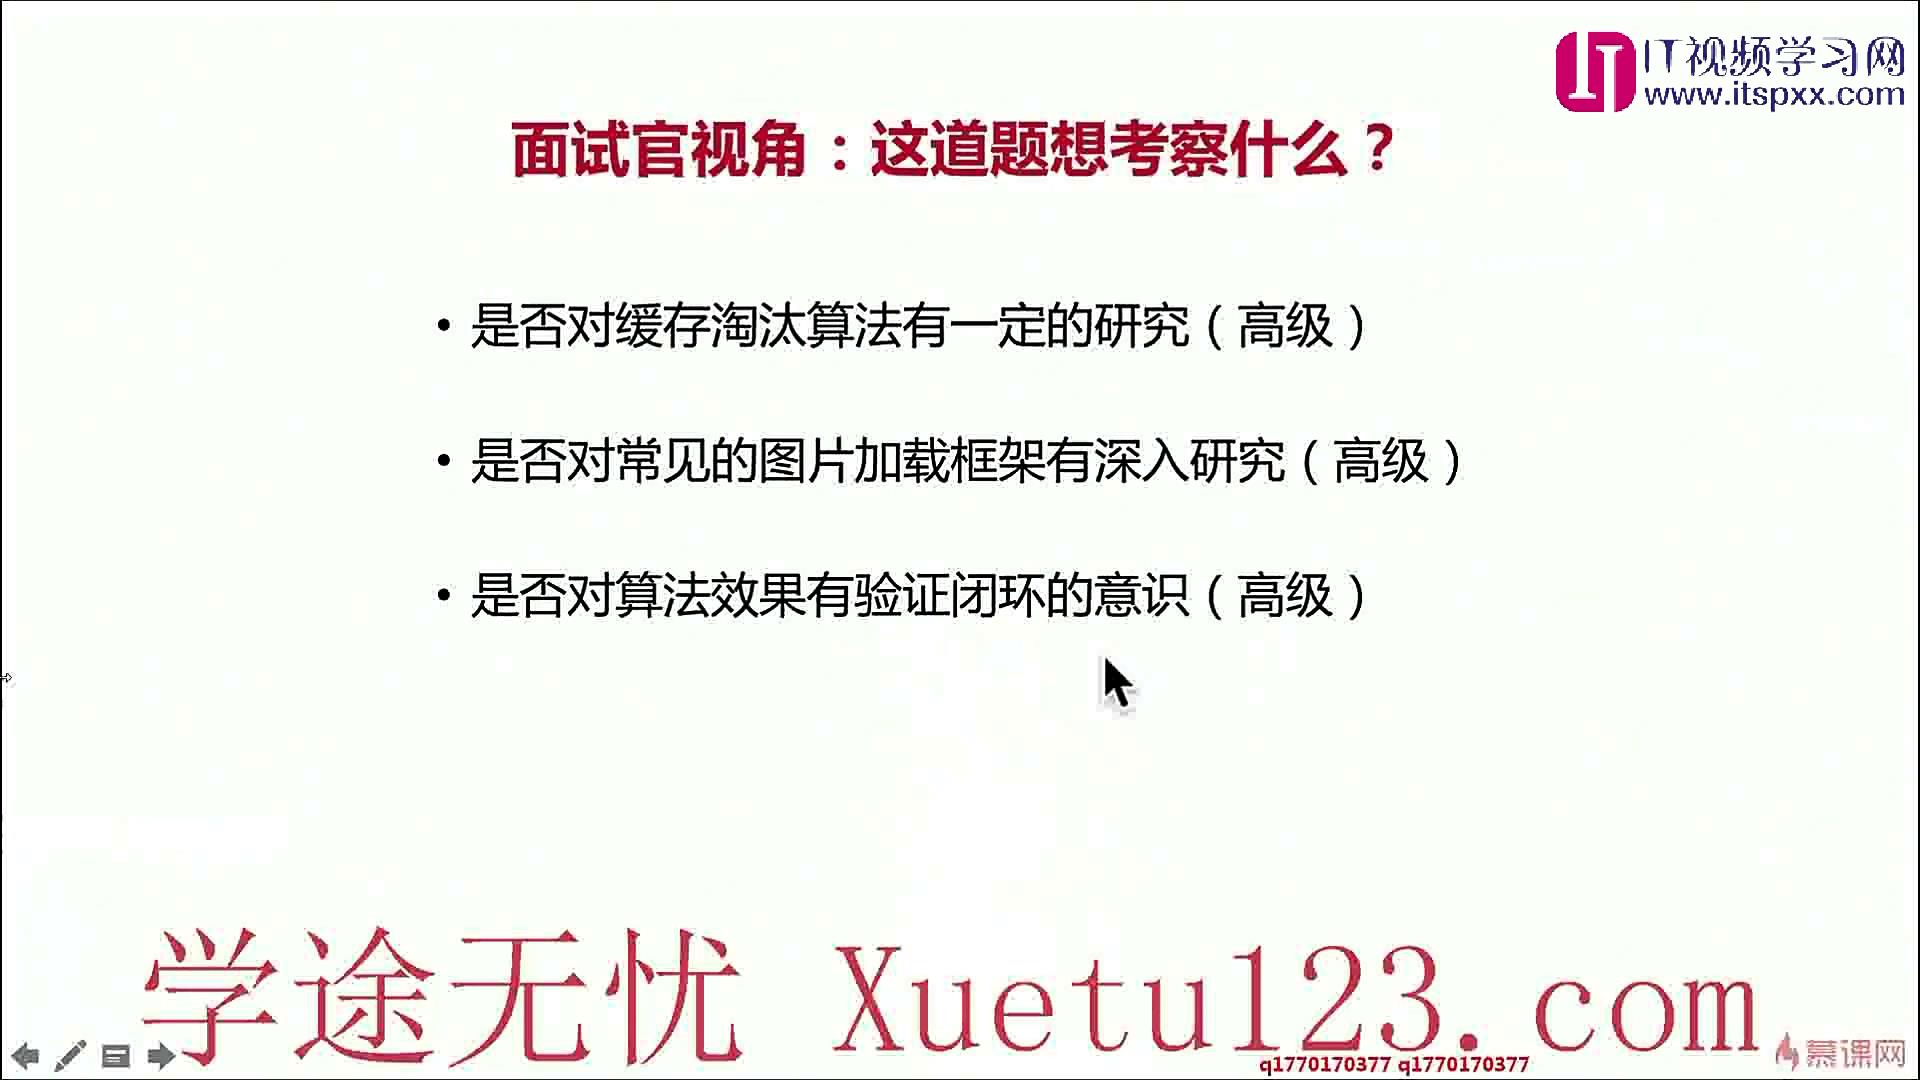 IT视频学习网
www.itspxx.com
面试官视角：这道题想考察什么？
• 是否对缓存淘汰算法有一定的研究（高级）
• 是否对常见的图片加载框架有深入研究（高级）
• 是否对算法效果有验证闭环的意识（高级）
学途无忧 Xuetu123.com
q1770170377 q1770170377
慕课网